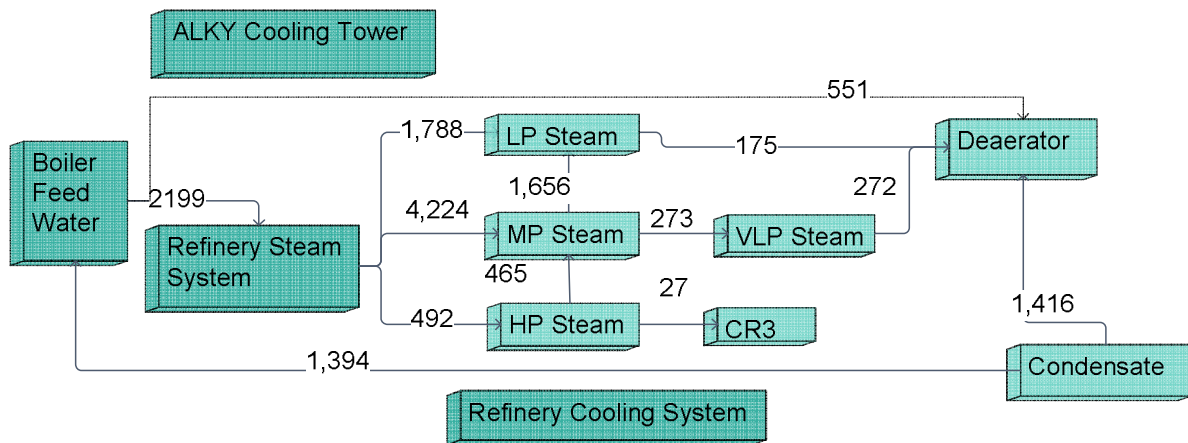 ALKY Cooling Tower
551
1,788
LP Steam
175
Deaerator
Boiler
Feed
Water
2199
1,656
272
4,224
MP Steam
273
VLP Steam
Refinery Steam
System
465
27
492
HP Steam
CR3
1,416
1,394
Condensate
Refinery Cooling System